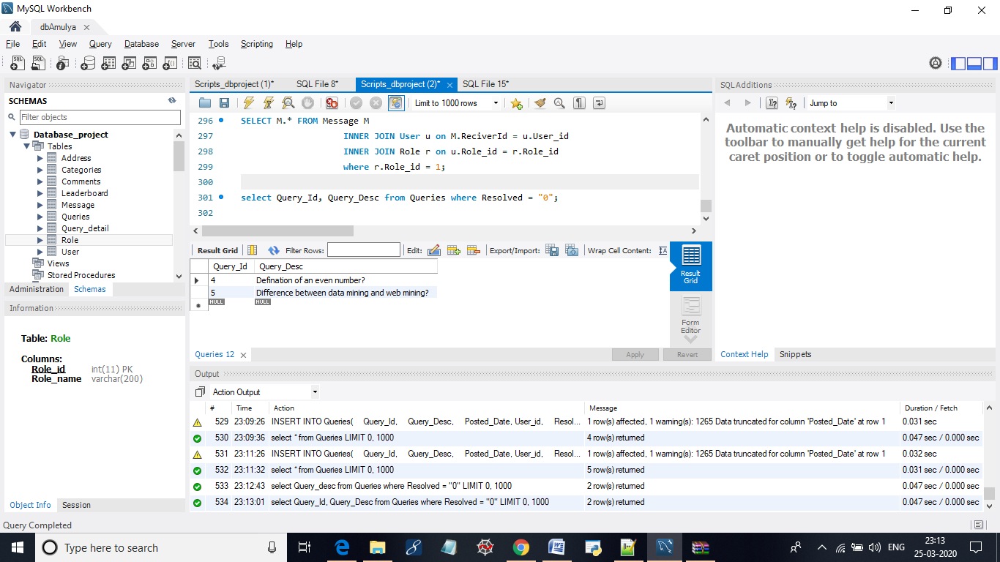 MySQL Workbench
dbAmulya
File Edit View Query Database Server Tools Scripting Help
Navigator
SCHEMAS
Filter objects
Database_project
Tables
Address
Categories
Comments
Leaderboard
Message
Queries
Query_detail
Role
User
Views
Stored Procedures
Administration Schemas
Information
Table: Role
Columns:
Role_id int(11) PK
Role_name varchar(200)
Object Info Session
Scripts_dbproject (1)* SQL File 8* Scripts_dbproject (2)* SQL File 15*
Limit to 1000 rows
296 SELECT M.* FROM Message M
297 INNER JOIN User u on M.ReciverId = u.User_id
298 INNER JOIN Role r on u.Role_id = r.Role_id
299 where r.Role_id = 1;
300
301 select Query_Id, Query_Desc from Queries where Resolved = "0";
302
Result Grid Filter Rows: Edit: Export/Import: Wrap Cell Content:
Query_Id Query_Desc
4 Defination of an even number?
5 Difference between data mining and web mining?
NULL NULL
Result
Grid
Form
Editor
Queries 12 Apply Revert
SQLAdditions
Jump to
Automatic context help is disabled. Use the
toolbar to manually get help for the current
caret position or to toggle automatic help.
Context Help Snippets
Output
Action Output
# Time Action Message Duration / Fetch
529 23:09:26 INSERT INTO Queries( Query_Id, Query_Desc, Posted_Date, User_id, Resol... 1 row(s) affected, 1 warning(s): 1265 Data truncated for column 'Posted_Date' at row 1 0.031 sec
530 23:09:36 select * from Queries LIMIT 0, 1000 4 row(s) returned 0.047 sec / 0.000 sec
531 23:11:26 INSERT INTO Queries( Query_Id, Query_Desc, Posted_Date, User_id, Resol... 1 row(s) affected, 1 warning(s): 1265 Data truncated for column 'Posted_Date' at row 1 0.032 sec
532 23:11:32 select * from Queries LIMIT 0, 1000 5 row(s) returned 0.031 sec / 0.000 sec
533 23:12:43 select Query_desc from Queries where Resolved = "0" LIMIT 0, 1000 2 row(s) returned 0.047 sec / 0.000 sec
534 23:13:01 select Query_Id, Query_Desc from Queries where Resolved = "0" LIMIT 0, 1000 2 row(s) returned 0.047 sec / 0.000 sec
Query Completed
Type here to search
ENG
23:13
25-03-2020